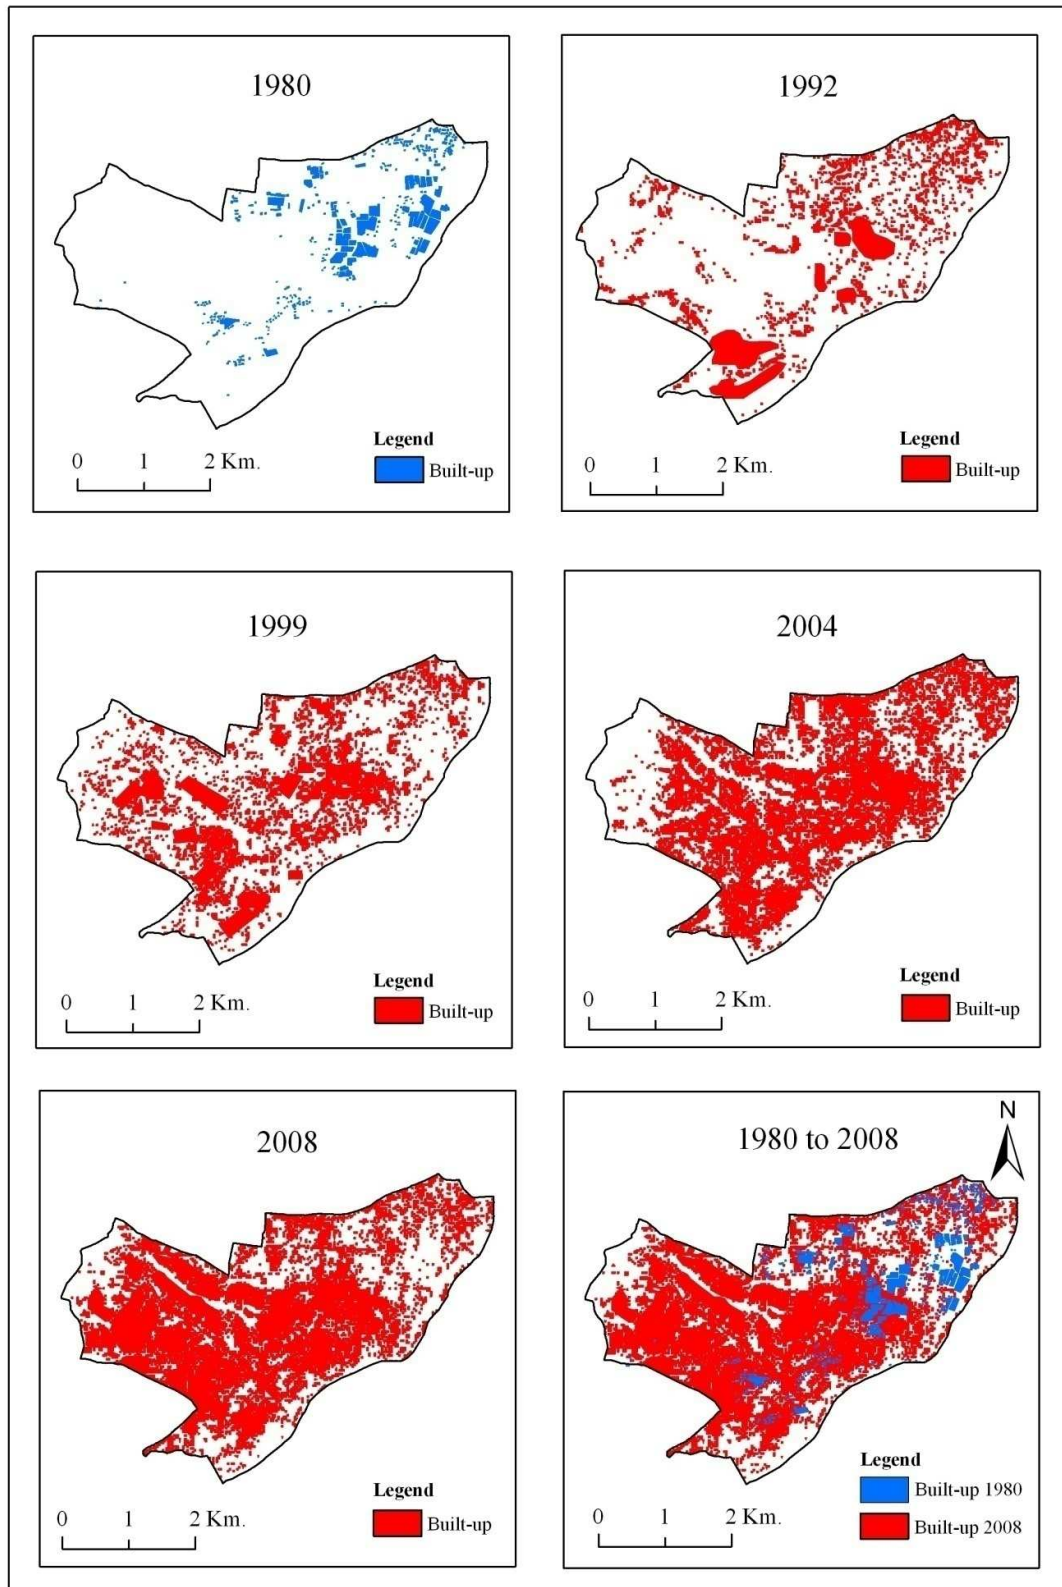 1980
Legend
0 1 2 Km.
Built-up
1992
Legend
0 1 2 Km.
Built-up
1999
Legend
0 1 2 Km.
Built-up
2004
Legend
0 1 2 Km.
Built-up
2008
Legend
0 1 2 Km.
Built-up
N
1980 to 2008
Legend
Built-up 1980
0 1 2 Km.
Built-up 2008